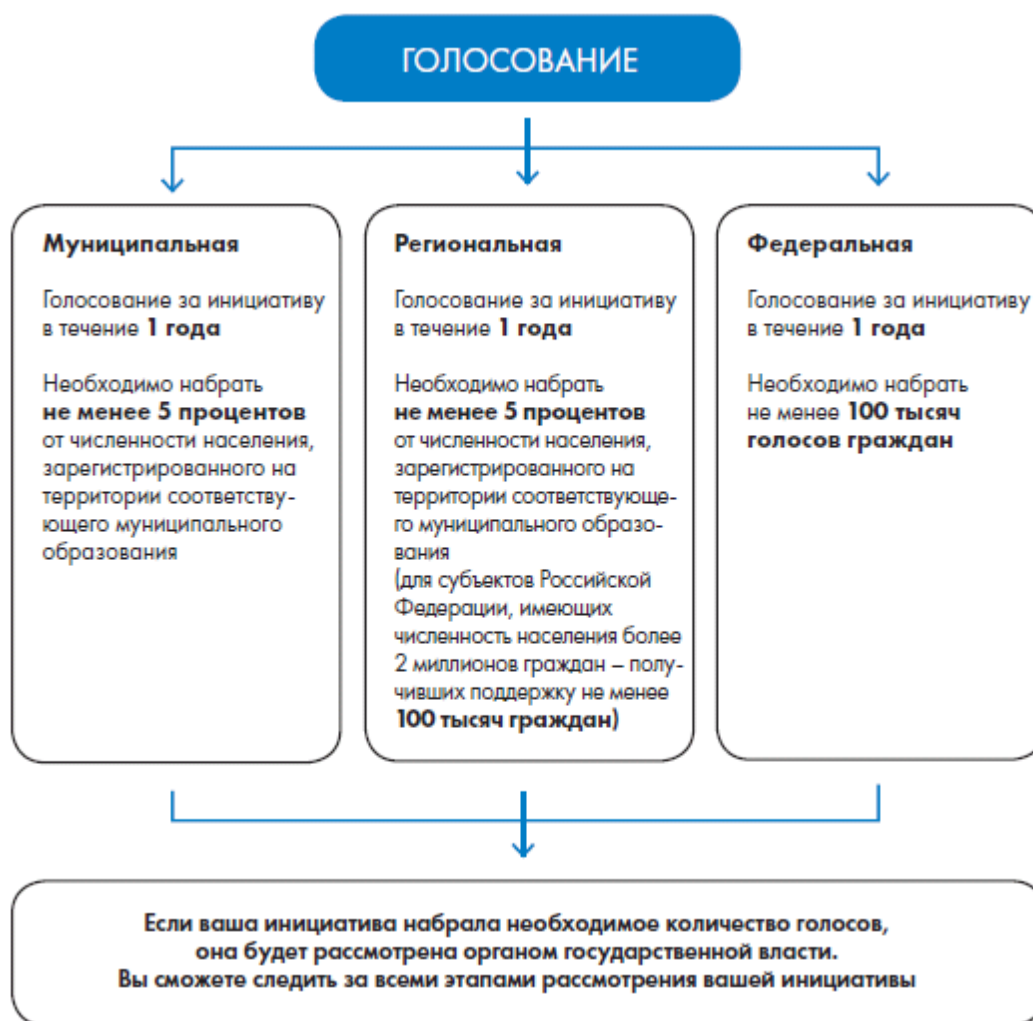 ГОЛОСОВАНИЕ
Муниципальная
Голосование за инициативу
в течение 1 года
Необходимо набрать
не менее 5 процентов
от численности населения,
зарегистрированного на
территории соответству-
ющего муниципального
образования
Региональная
Голосование за инициативу
в течение 1 года
Необходимо набрать
не менее 5 процентов
от численности населения,
зарегистрированного на
территории соответствующе-
го муниципального образо-
вания
(для субъектов Российской
Федерации, имеющих
численность населения более
2 миллионов граждан – полу-
чивших поддержку не менее
100 тысяч граждан)
Федеральная
Голосование за инициативу
в течение 1 года
Необходимо набрать
не менее 100 тысяч
голосов граждан
Если ваша инициатива набрала необходимое количество голосов,
она будет рассмотрена органом государственной власти.
Вы сможете следить за всеми этапами рассмотрения вашей инициативы